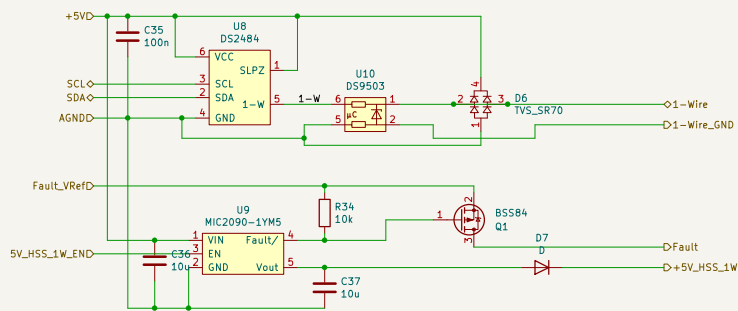 +5V
C35
100n
U8
DS2484
6
VCC
SLPZ
1
SCL
3
SCL
SDA
2
SDA
1-W
5
1-W
AGND
4
GND
U10
DS9503
6
1
µC
5
2
4
2
3
1
D6
TVS_SR70
1-Wire
1-Wire_GND
Fault_VRef
R34
10k
U9
MIC2090-1YM5
1
VIN
Fault/
4
5V_HSS_1W_EN
3
EN
2
GND
Vout
5
C36
10u
C37
10u
1
2
3
BSS84
Q1
D7
D
Fault
+5V_HSS_1W